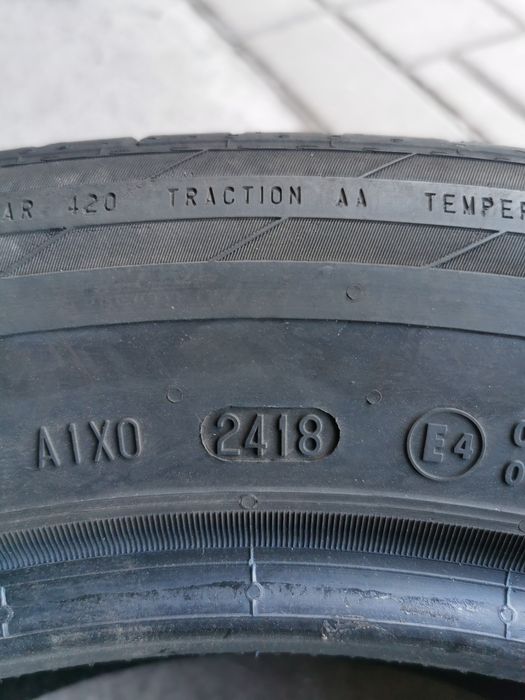 AR 420 TRACTION AA TEMPER
A1X0 2418 E4